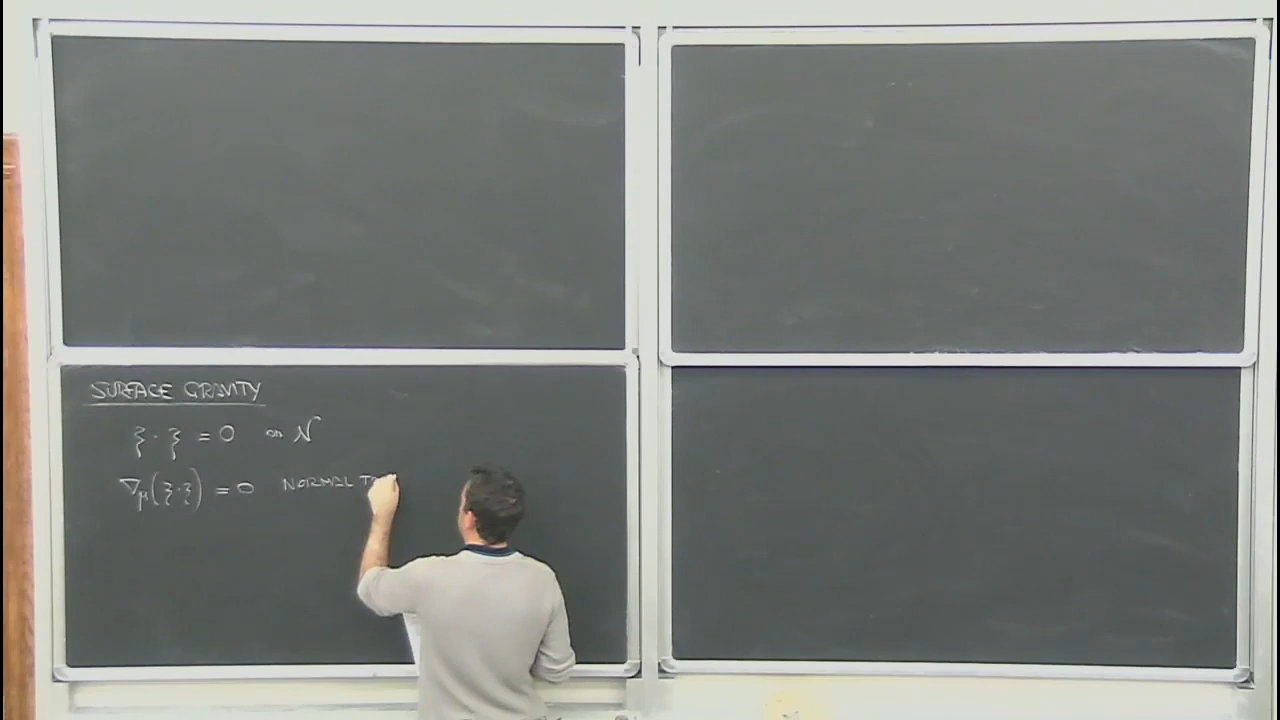 SURFACE GRAVITY
ξ · ξ = 0 on N
∇μ(ξ·ξ) = 0 NORMAL T